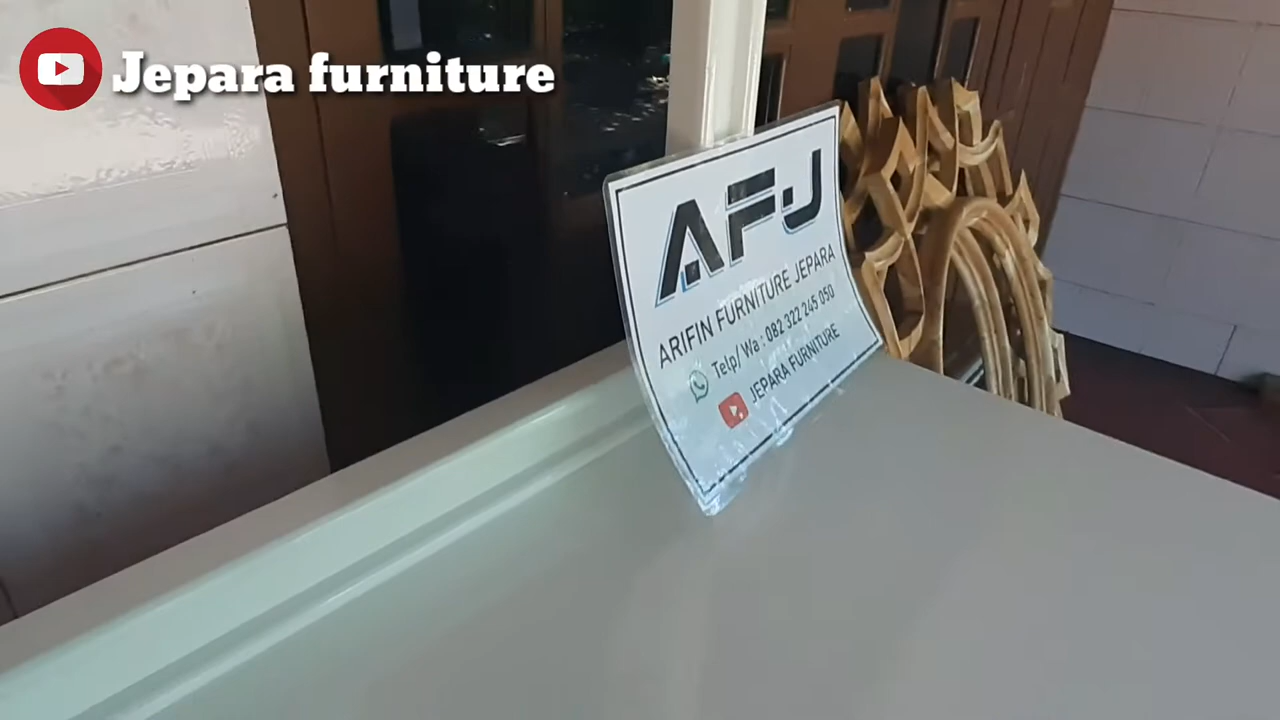 Jepara furniture
AFJ
ARIFIN FURNITURE JEPARA
Telp/Wa : 082 322 245 050
JEPARA FURNITURE